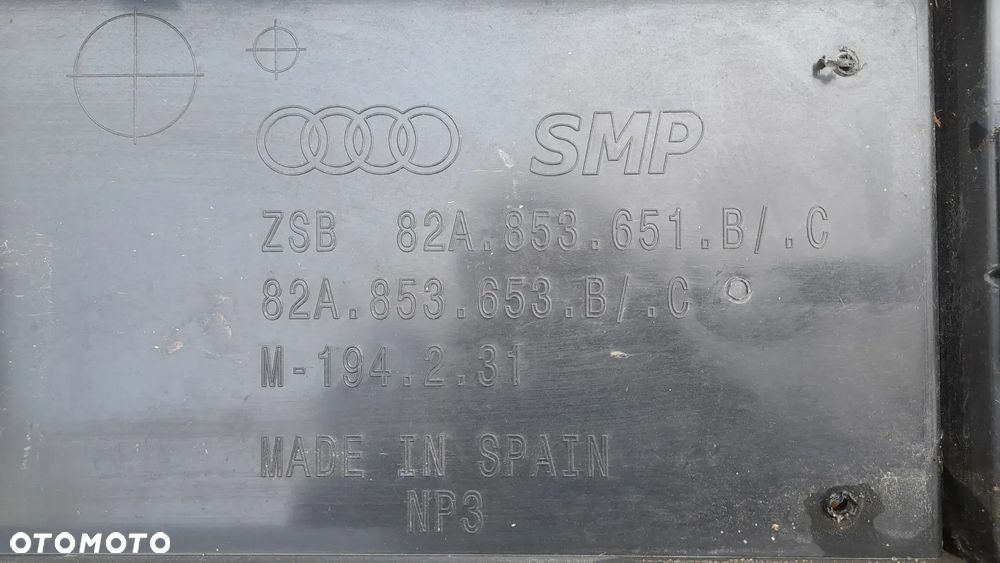 SMP
ZSB 82A.853.651.B/.C
82A.853.653.B/.C
M-194.2.31
MADE IN SPAIN
NP3
OTOMOTO